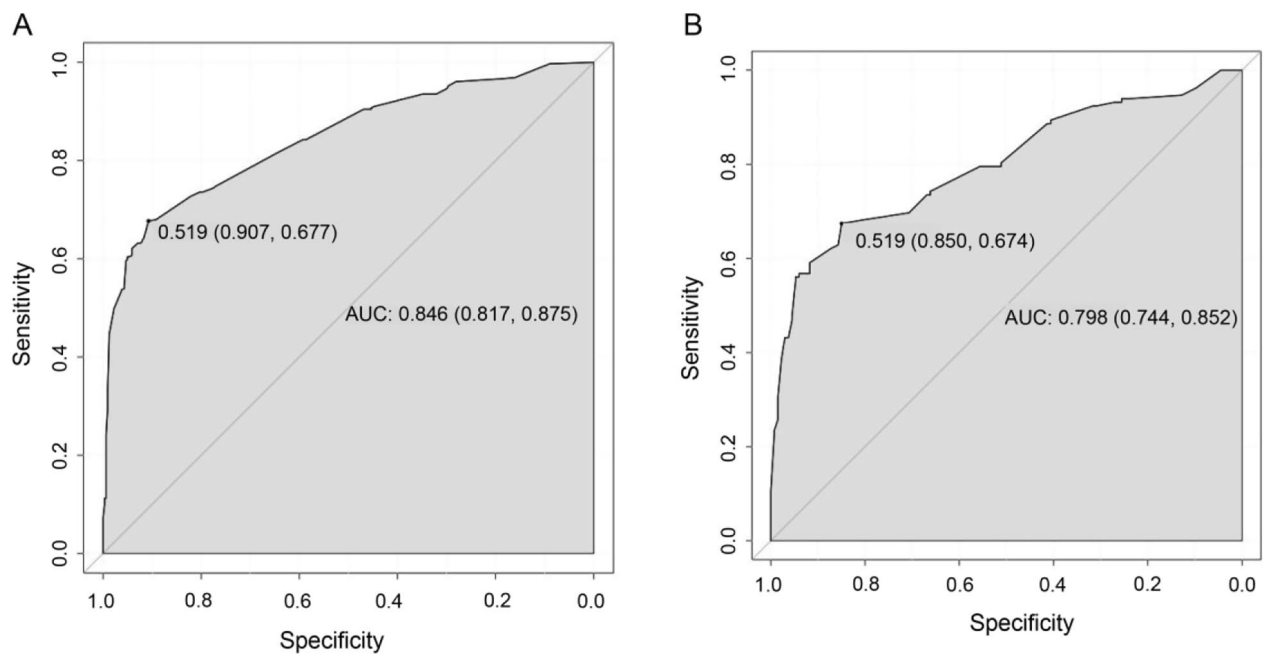 A
1.0
0.8
0.6
0.4
0.2
0.0
Sensitivity
0.519 (0.907, 0.677)
AUC: 0.846 (0.817, 0.875)
1.0 0.8 0.6 0.4 0.2 0.0
Specificity
B
1.0
0.8
0.6
0.4
0.2
0.0
Sensitivity
0.519 (0.850, 0.674)
AUC: 0.798 (0.744, 0.852)
1.0 0.8 0.6 0.4 0.2 0.0
Specificity